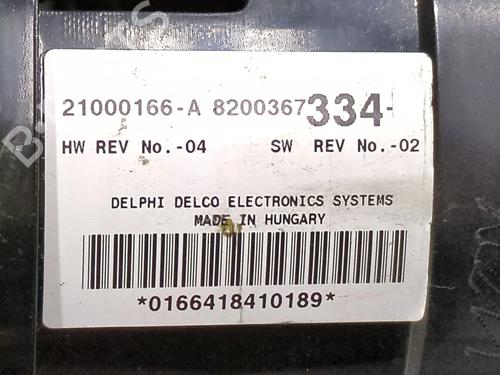 21000166-A 8200367334-
HW REV No.-04 SW REV No.-02
DELPHI DELCO ELECTRONICS SYSTEMS
MADE IN HUNGARY
*0166418410189*